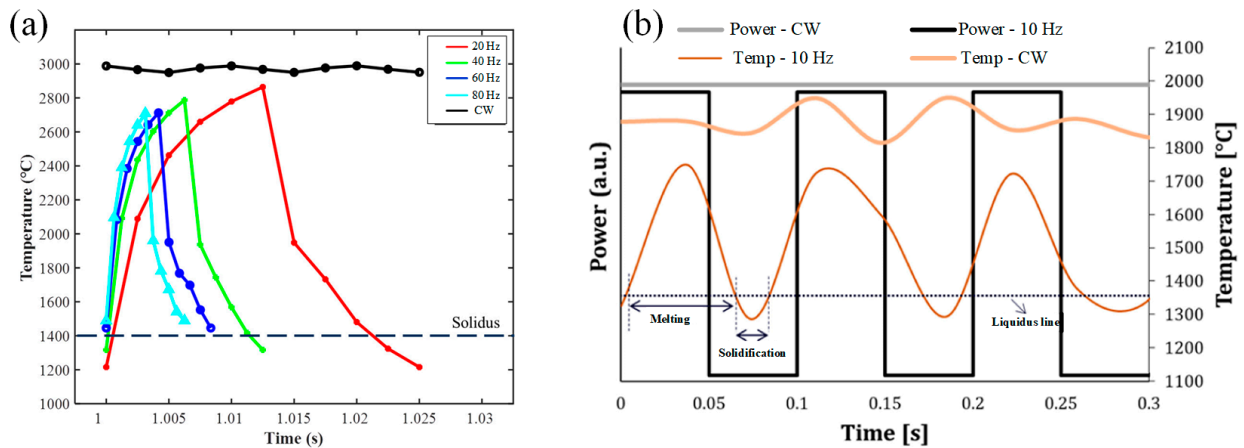 (a)
3000
2800
2600
2400
2200
2000
1800
1600
1400
1200
1000
Temperature (°C)
20 Hz
40 Hz
60 Hz
80 Hz
CW
Solidus
1
1.005
1.01
1.015
1.02
1.025
1.03
Time (s)
(b)
Power - CW
Power - 10 Hz
Temp - 10 Hz
Temp - CW
Power (a.u.)
2100
2000
1900
1800
1700
1600
1500
1400
1300
1200
1100
Temperature [°C]
Melting
Solidification
Liquidus line
0
0.05
0.1
0.15
0.2
0.25
0.3
Time [s]